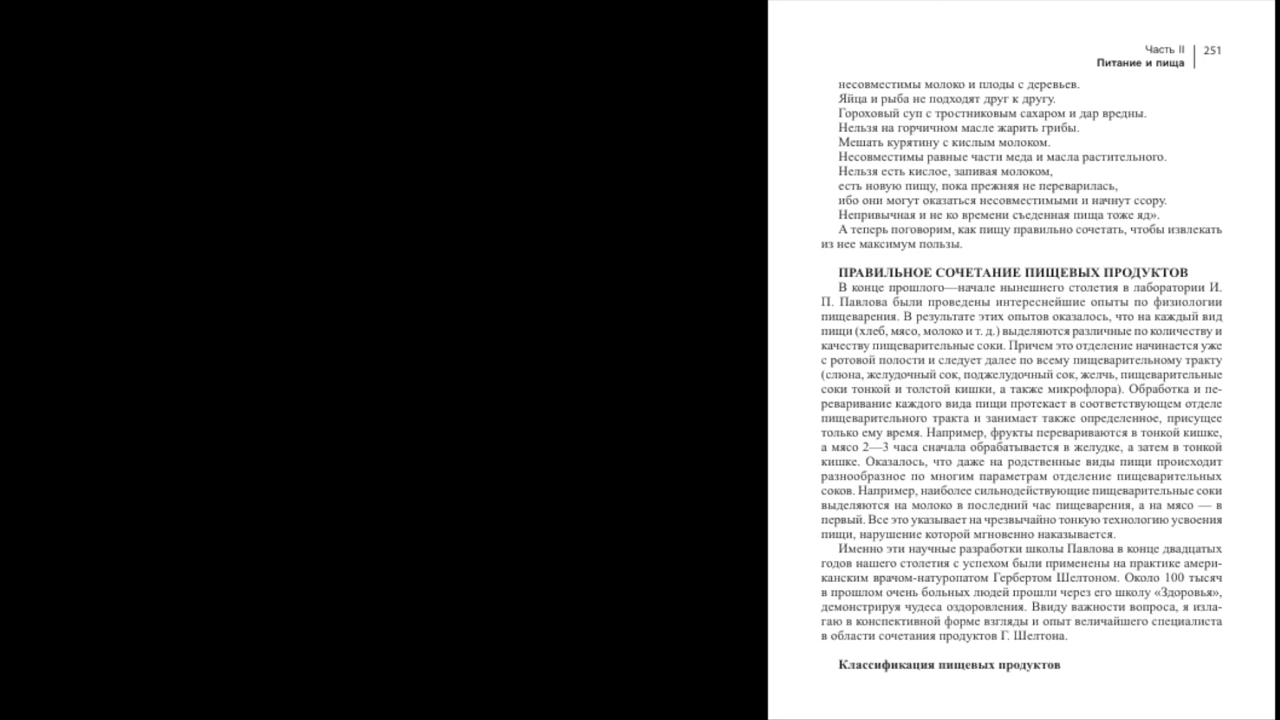 Часть II 251
Питание и пища
несовместимы молоко и плоды с деревьев.
Яйца и рыба не подходят друг к другу.
Гороховый суп с тростниковым сахаром и дар вредны.
Нельзя на горчичном масле жарить грибы.
Мешать курятину с кислым молоком.
Несовместимы равные части меда и масла растительного.
Нельзя есть кислое, запивая молоком,
есть новую пищу, пока прежняя не переварилась,
ибо они могут оказаться несовместимыми и начнут ссору.
Непривычная и не ко времени съеденная пища тоже яд».
А теперь поговорим, как пищу правильно сочетать, чтобы извлекать
из нее максимум пользы.
ПРАВИЛЬНОЕ СОЧЕТАНИЕ ПИЩЕВЫХ ПРОДУКТОВ
В конце прошлого—начале нынешнего столетия в лаборатории И.
П. Павлова были проведены интереснейшие опыты по физиологии
пищеварения. В результате этих опытов оказалось, что на каждый вид
пищи (хлеб, мясо, молоко и т. д.) выделяются различные по количеству и
качеству пищеварительные соки. Причем это отделение начинается уже
с ротовой полости и следует далее по всему пищеварительному тракту
(слюна, желудочный сок, поджелудочный сок, желчь, пищеварительные
соки тонкой и толстой кишки, а также микрофлора). Обработка и пе-
реваривание каждого вида пищи протекает в соответствующем отделе
пищеварительного тракта и занимает также определенное, присущее
только ему время. Например, фрукты перевариваются в тонкой кишке,
а мясо 2—3 часа сначала обрабатывается в желудке, а затем в тонкой
кишке. Оказалось, что даже на родственные виды пищи происходит
разнообразное по многим параметрам отделение пищеварительных
соков. Например, наиболее сильнодействующие пищеварительные соки
выделяются на молоко в последний час пищеварения, а на мясо — в
первый. Все это указывает на чрезвычайно тонкую технологию усвоения
пищи, нарушение которой мгновенно наказывается.
Именно эти научные разработки школы Павлова в конце двадцатых
годов нашего столетия с успехом были применены на практике амери-
канским врачом-натуропатом Гербертом Шелтоном. Около 100 тысяч
в прошлом очень больных людей прошли через его школу «Здоровья»,
демонстрируя чудеса оздоровления. Ввиду важности вопроса, я изла-
гаю в конспективной форме взгляды и опыт величайшего специалиста
в области сочетания продуктов Г. Шелтона.
Классификация пищевых продуктов